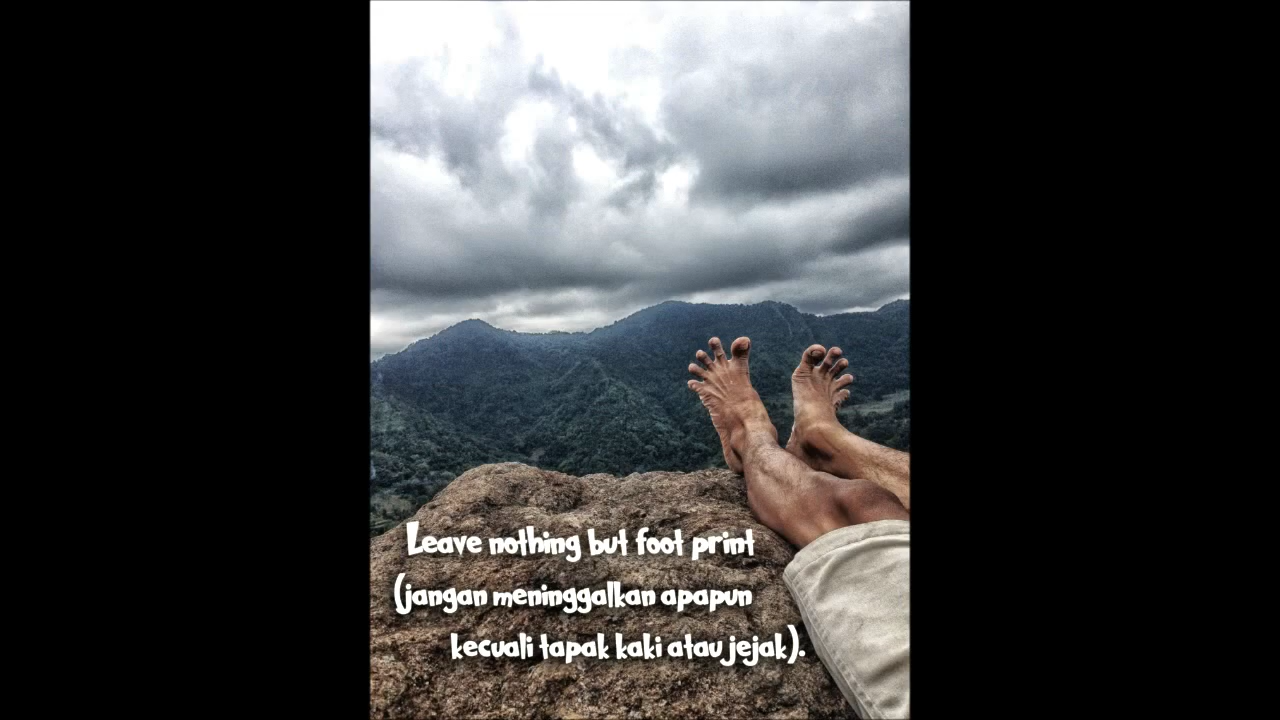 Leave nothing but foot print
(jangan meninggalkan apapun
kecuali tapak kaki atau jejak).